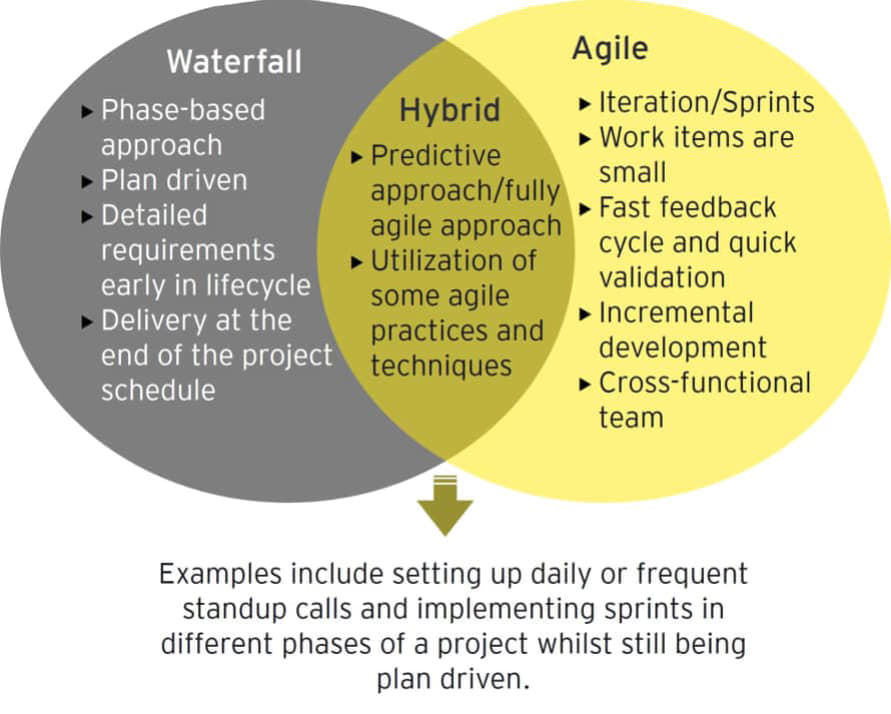 Waterfall
▸ Phase-based
approach
▸ Plan driven
▸ Detailed
requirements
early in lifecycle
▸ Delivery at the
end of the project
schedule
Hybrid
▸ Predictive
approach/fully
agile approach
▸ Utilization of
some agile
practices and
techniques
Agile
▸ Iteration/Sprints
▸ Work items are
small
▸ Fast feedback
cycle and quick
validation
▸ Incremental
development
▸ Cross-functional
team
Examples include setting up daily or frequent
standup calls and implementing sprints in
different phases of a project whilst still being
plan driven.